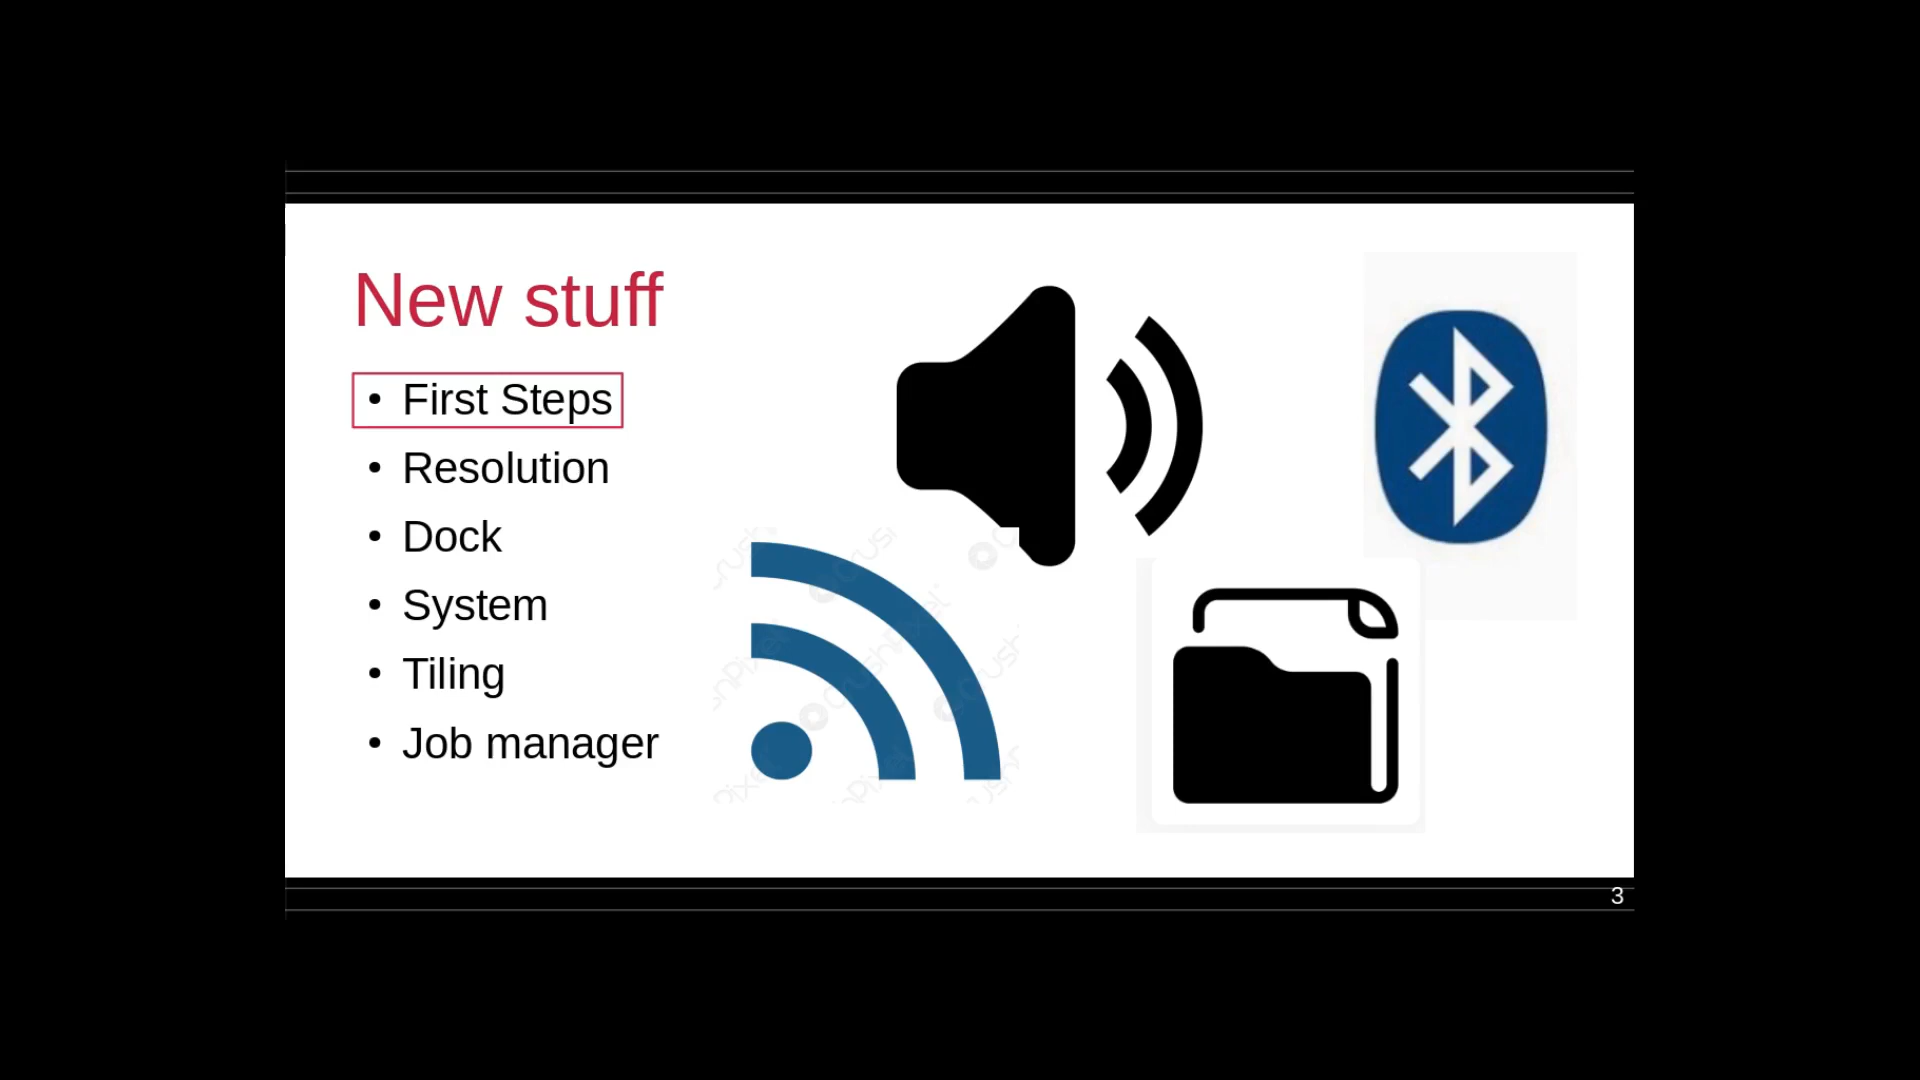 New stuff
• First Steps
• Resolution
• Dock
• System
• Tiling
• Job manager
3